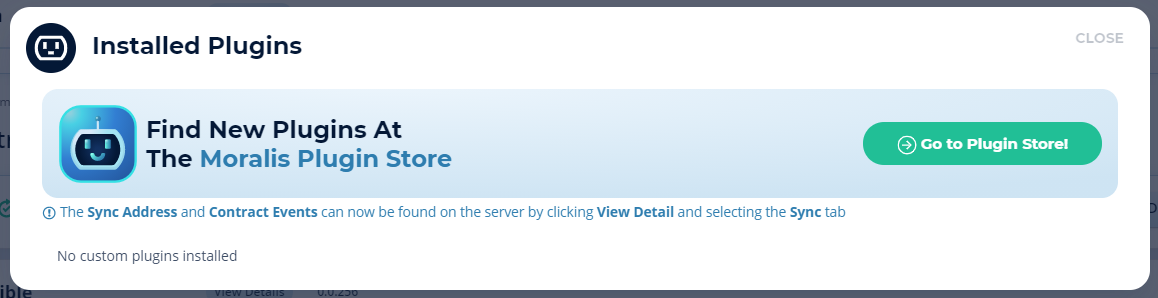 Installed Plugins
CLOSE
Find New Plugins At
The Moralis Plugin Store
Go to Plugin Store!
The Sync Address and Contract Events can now be found on the server by clicking View Detail and selecting the Sync tab
No custom plugins installed
View Details 0.0.256